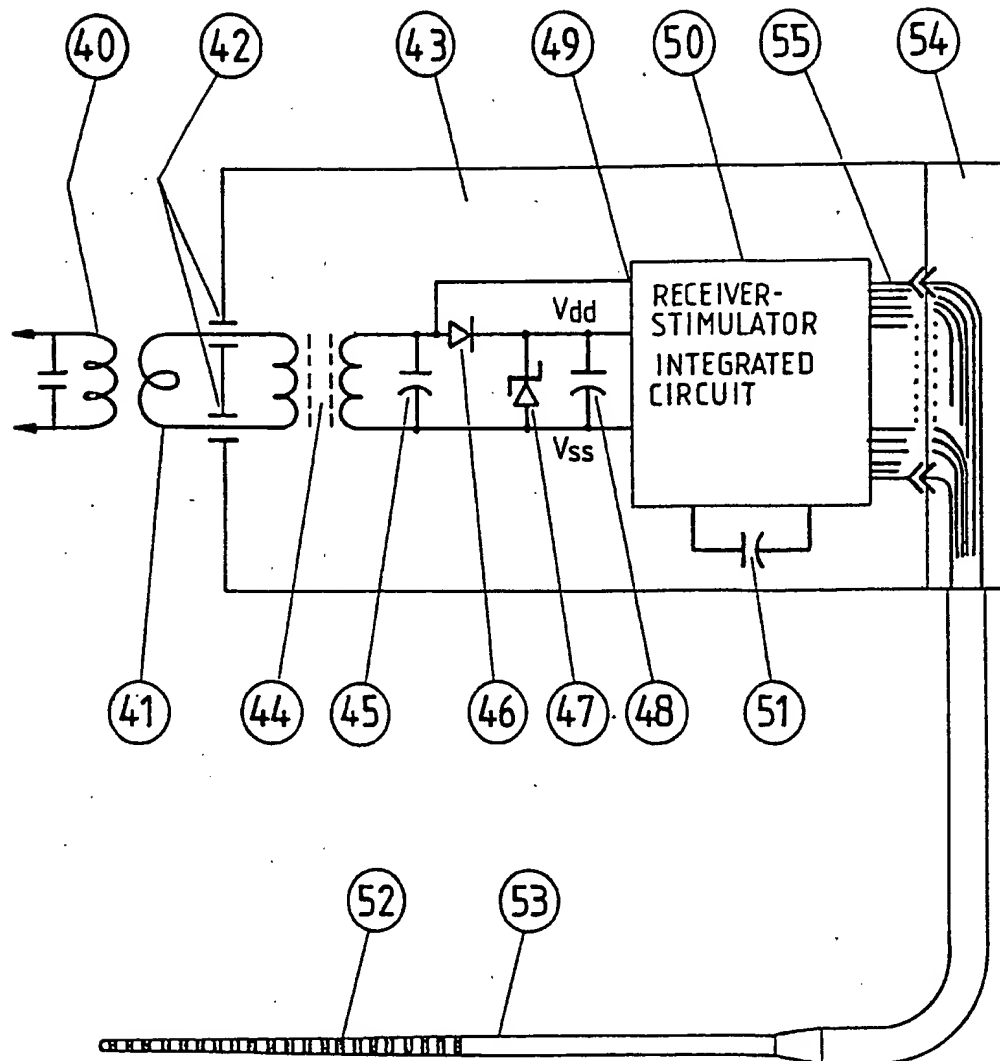 40 42 43 49 50 55 54
Vdd
RECEIVER-
STIMULATOR
INTEGRATED
CIRCUIT
Vss
41 44 45 46 47 48 51
52 53